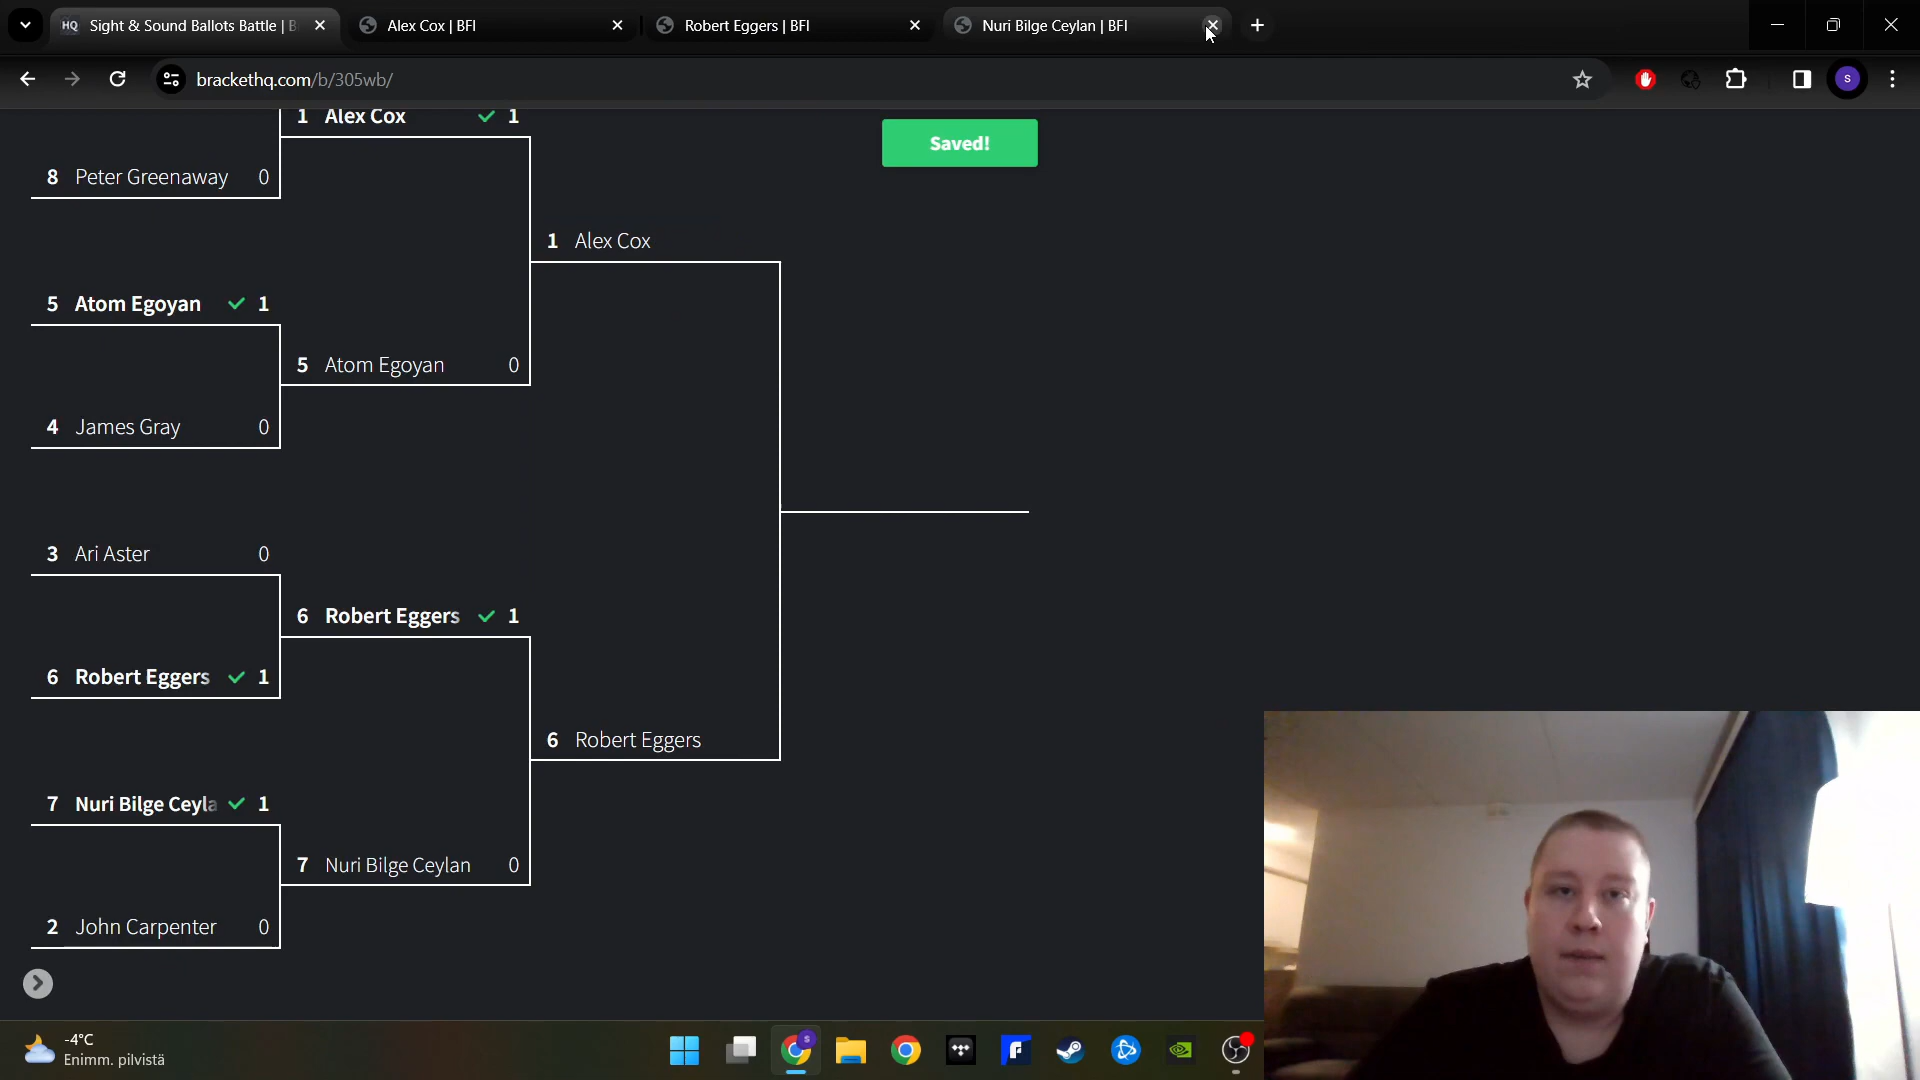 HQ Sight & Sound Ballots Battle | B
Alex Cox | BFI
Robert Eggers | BFI
Nuri Bilge Ceylan | BFI
brackethq.com/b/305wb/
S
1 Alex Cox 1
Saved!
8 Peter Greenaway 0
1 Alex Cox
5 Atom Egoyan 1
5 Atom Egoyan 0
4 James Gray 0
3 Ari Aster 0
6 Robert Eggers 1
6 Robert Eggers 1
6 Robert Eggers
7 Nuri Bilge Ceyla 1
7 Nuri Bilge Ceylan 0
2 John Carpenter 0
-4°C
Enimm. pilvistä